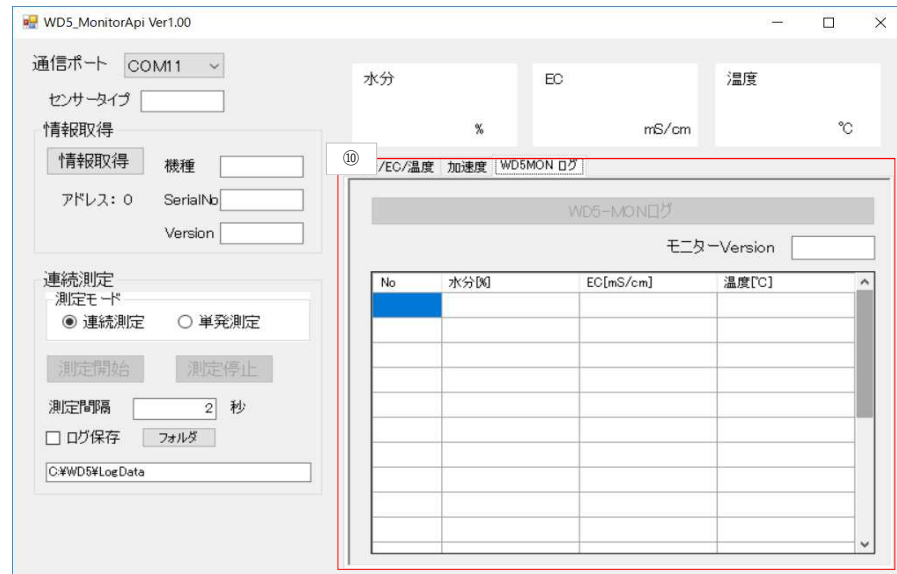 WD5_MonitorApi Ver1.00
通信ポート COM11
センサータイプ
情報取得
情報取得 機種
アドレス: 0 SerialNo
Version
連続測定
測定モード
連続測定 単発測定
測定開始 測定停止
測定間隔 2 秒
ログ保存 フォルダ
C:¥WD5¥LogData
水分 EC 温度
% mS/cm ℃
⑩ /EC/温度 加速度 WD5MON ログ
WD5-MONログ
モニターVersion
No 水分[%] EC[mS/cm] 温度[℃]